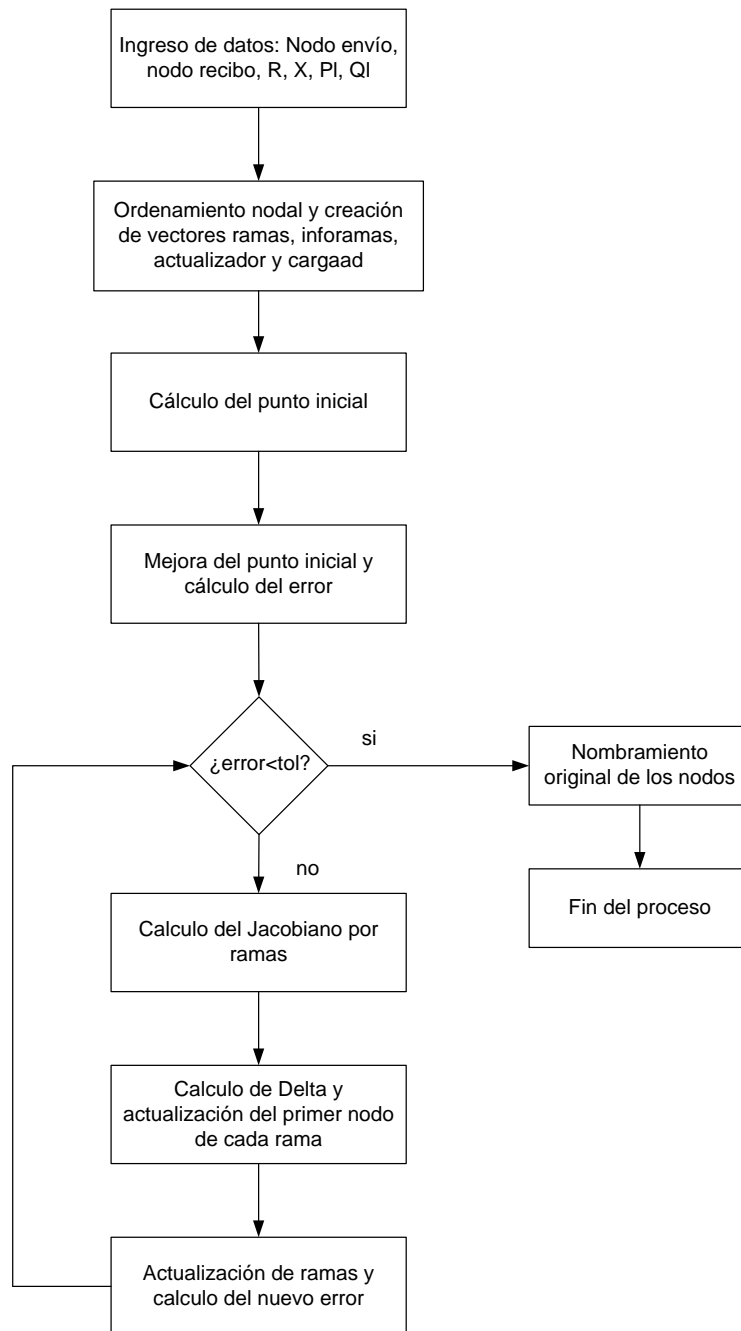 Ingreso de datos: Nodo envío,
nodo recibo, R, X, Pl, Ql
Ordenamiento nodal y creación
de vectores ramas, inforamas,
actualizador y cargaad
Cálculo del punto inicial
Mejora del punto inicial y
cálculo del error
¿error<tol?
si
Nombramiento
original de los nodos
Fin del proceso
no
Calculo del Jacobiano por
ramas
Calculo de Delta y
actualización del primer nodo
de cada rama
Actualización de ramas y
calculo del nuevo error